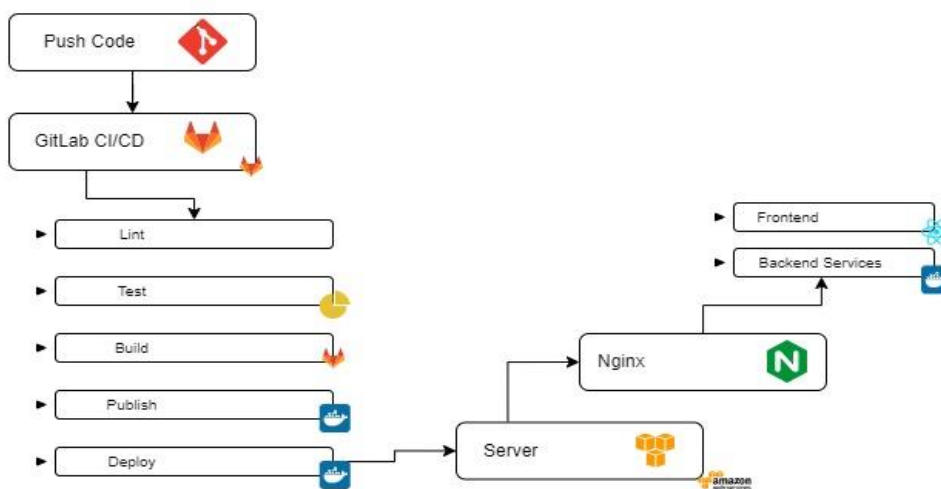 Push Code
GitLab CI/CD
Lint
Test
Build
Publish
Deploy
Server
amazon
Nginx
Frontend
Backend Services